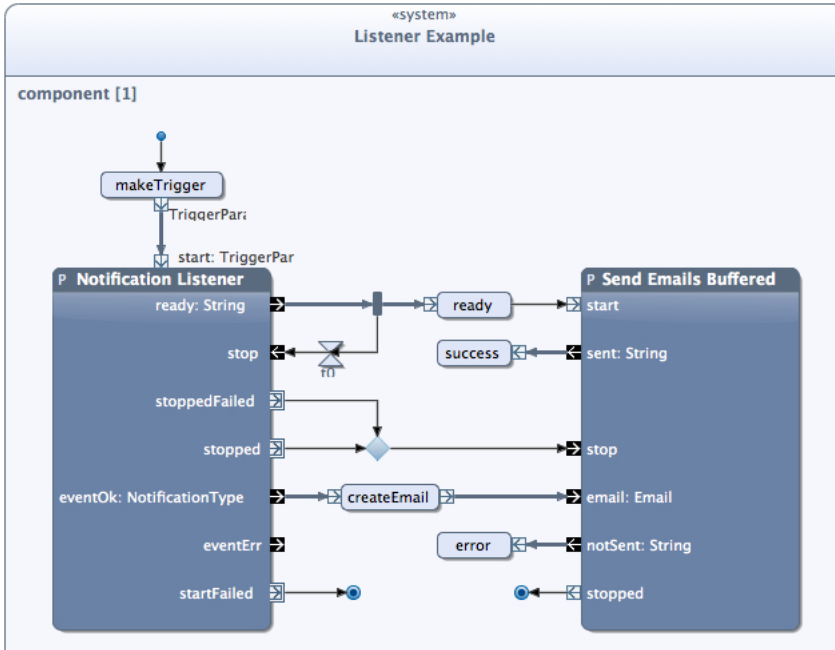 «system»
Listener Example
component [1]
makeTrigger
TriggerPara
start: TriggerPar
P Notification Listener
P Send Emails Buffered
ready: String
ready
start
stop
success
sent: String
t0
stoppedFailed
stopped
stop
eventOk: NotificationType
createEmail
email: Email
eventErr
error
notSent: String
startFailed
stopped